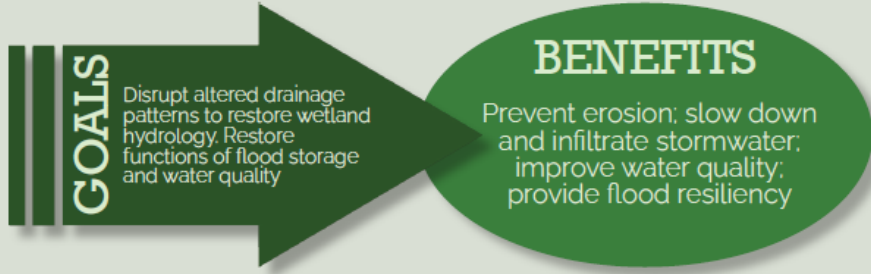 GOALS
Disrupt altered drainage
patterns to restore wetland
hydrology. Restore
functions of flood storage
and water quality
BENEFITS
Prevent erosion; slow down
and infiltrate stormwater;
improve water quality;
provide flood resiliency